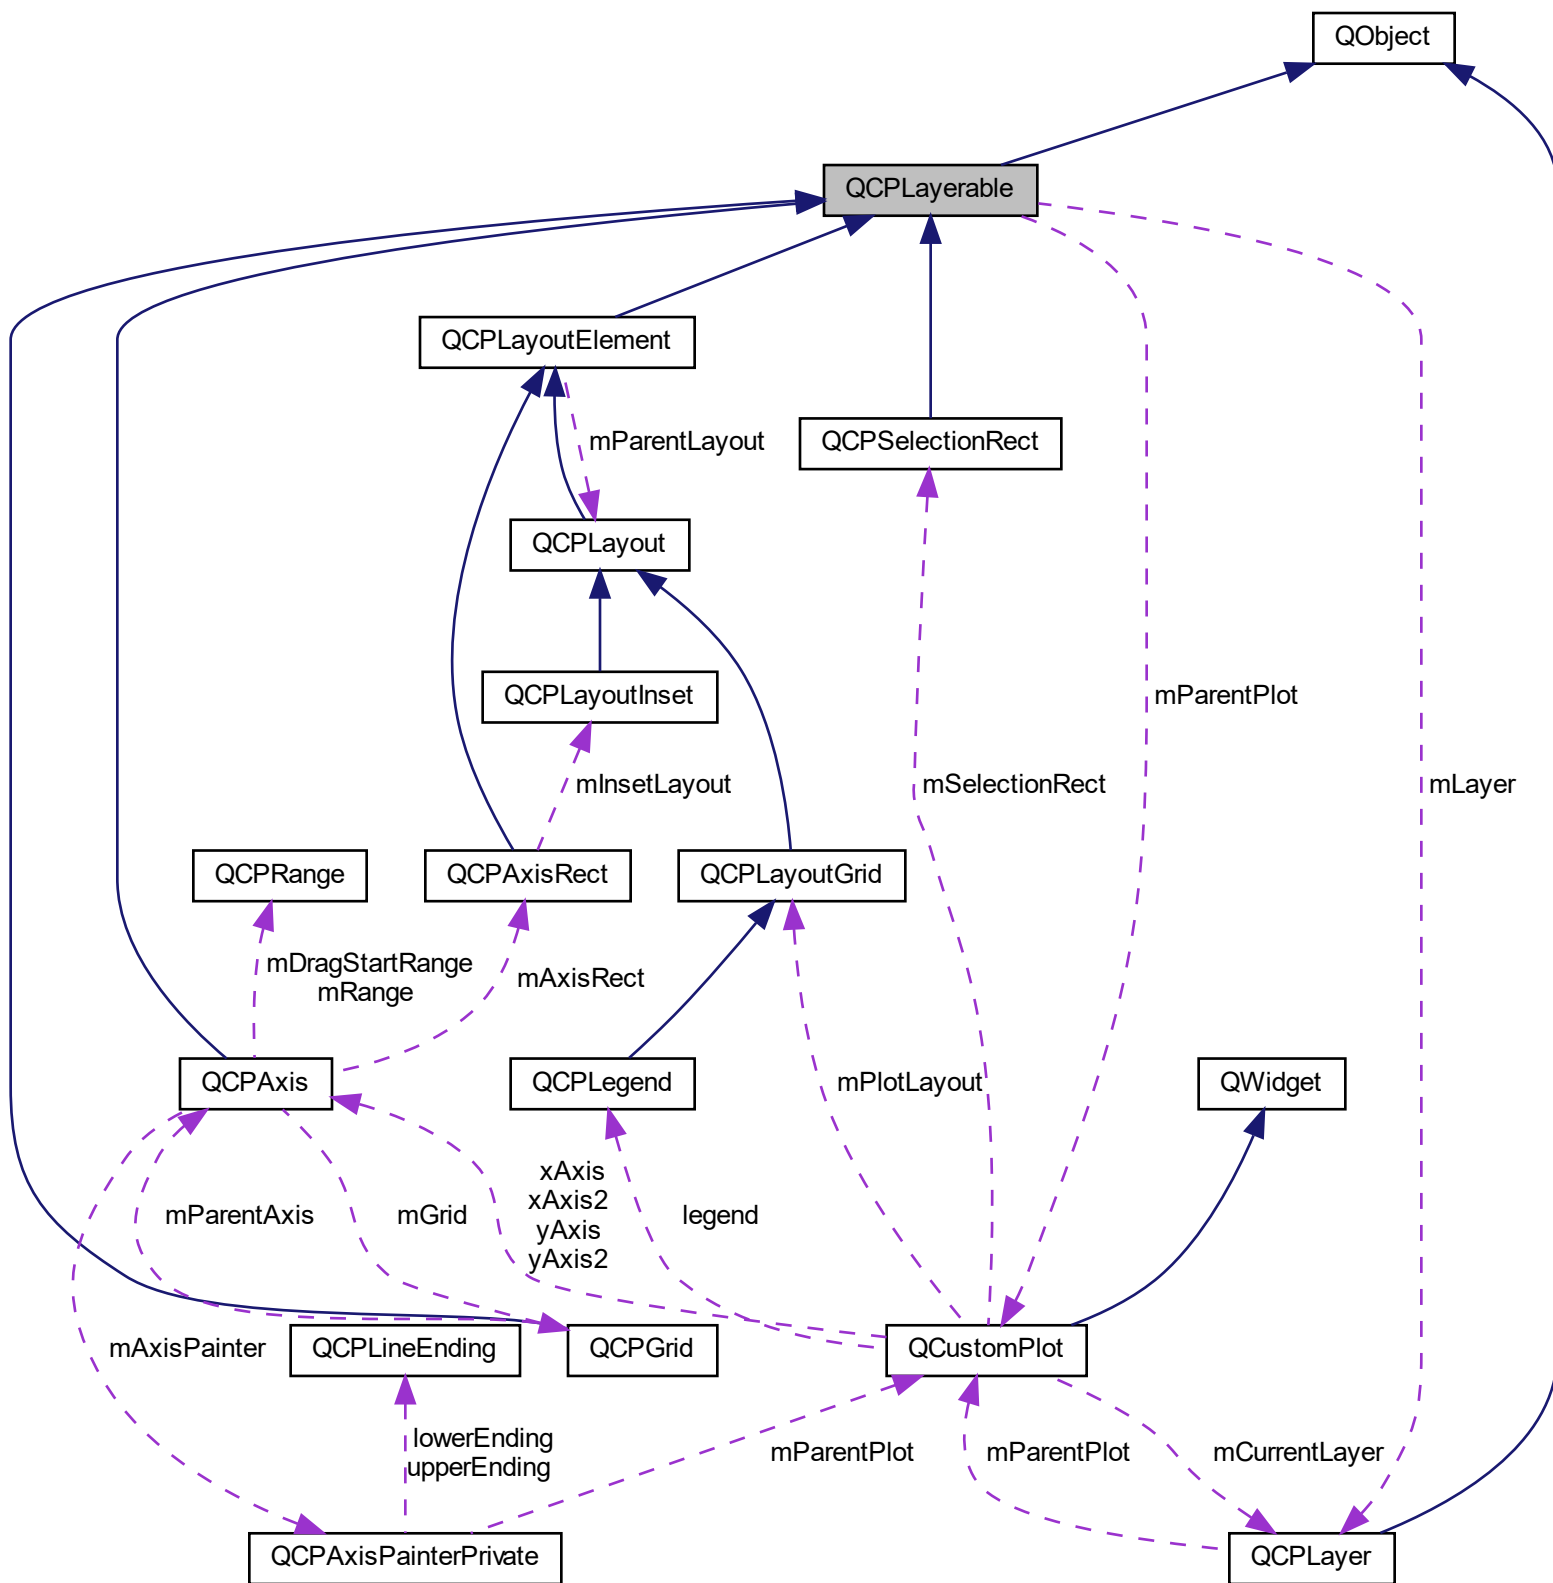 QObject
QCPLayerable
QCPLayoutElement
QCPSelectionRect
mParentLayout
QCPLayout
QCPLayoutInset
mParentPlot
mInsetLayout
mSelectionRect
mLayer
QCPRange
QCPAxisRect
QCPLayoutGrid
mDragStartRange
mRange
mAxisRect
QCPAxis
QCPLegend
mPlotLayout
QWidget
mParentAxis
mGrid
xAxis
xAxis2
yAxis
yAxis2
legend
mAxisPainter
QCPLineEnding
QCPGrid
QCustomPlot
lowerEnding
upperEnding
mParentPlot
mParentPlot
mCurrentLayer
QCPAxisPainterPrivate
QCPLayer